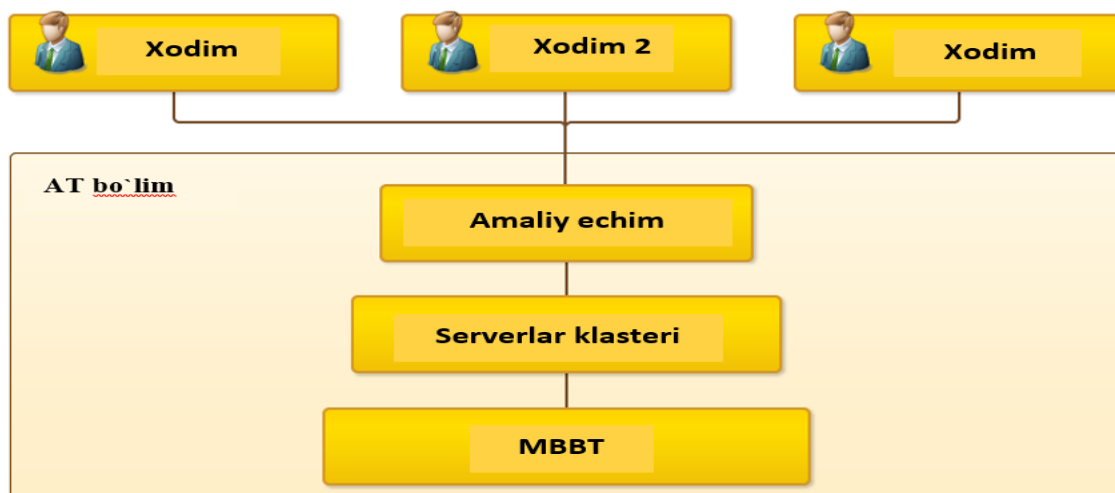 Xodim
Xodim 2
Xodim
AT bo`lim
Amaliy echim
Serverlar klasteri
MBBT